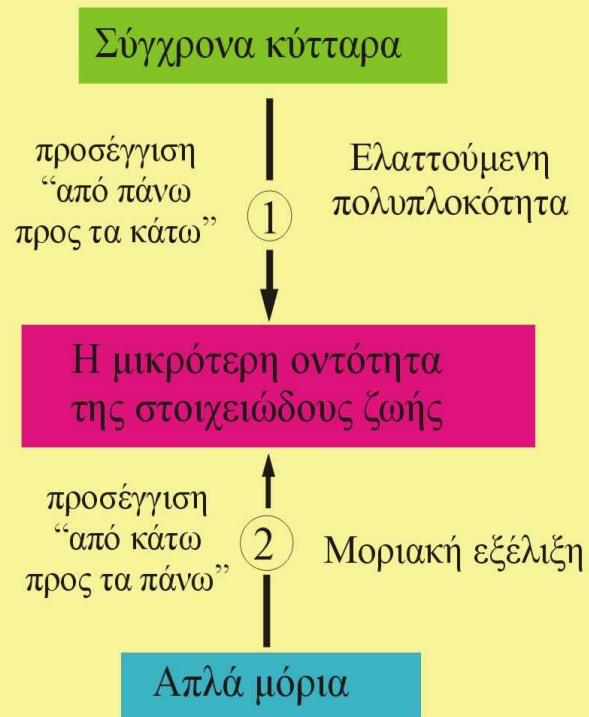 Σύγχρονα κύτταρα
προσέγγιση
“από πάνω
προς τα κάτω”
1
Ελαττούμενη
πολυπλοκότητα
Η μικρότερη οντότητα
της στοιχειώδους ζωής
προσέγγιση
“από κάτω
προς τα πάνω”
2
Μοριακή εξέλιξη
Απλά μόρια